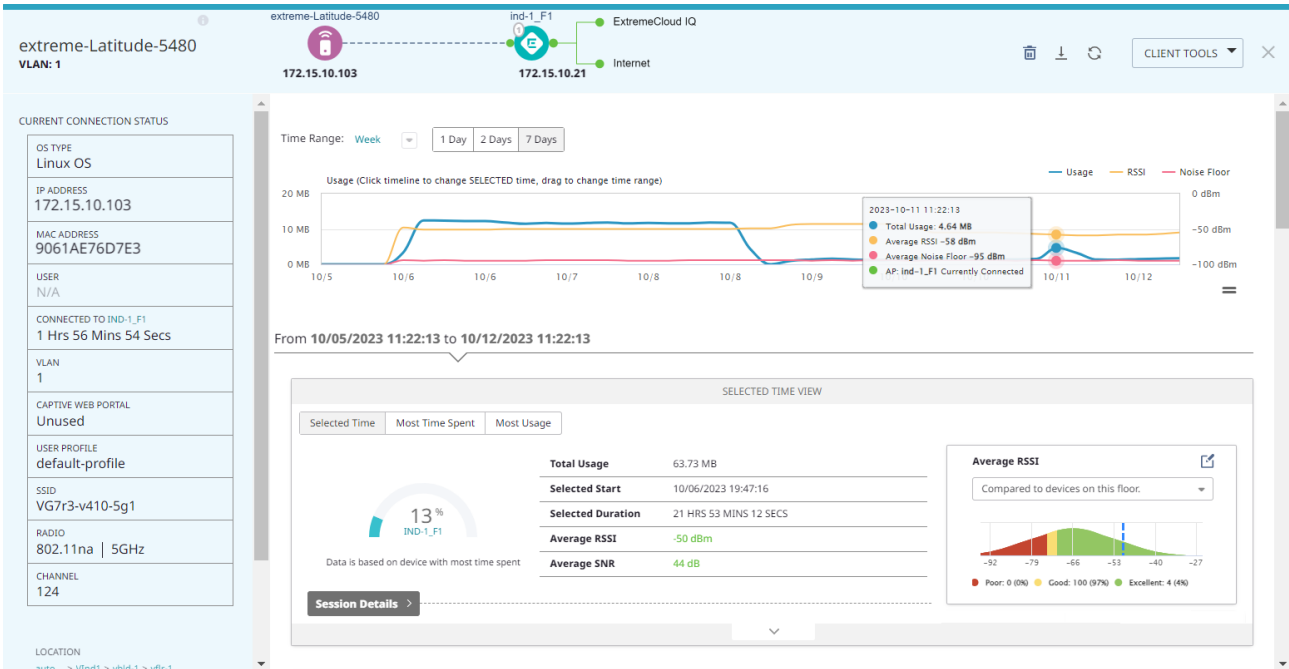 extreme-Latitude-5480
VLAN: 1
extreme-Latitude-5480
172.15.10.103
ind-1_F1
1
172.15.10.21
ExtremeCloud IQ
Internet
CLIENT TOOLS
CURRENT CONNECTION STATUS
OS TYPE
Linux OS
IP ADDRESS
172.15.10.103
MAC ADDRESS
9061AE76D7E3
USER
N/A
CONNECTED TO IND-1_F1
1 Hrs 56 Mins 54 Secs
VLAN
1
CAPTIVE WEB PORTAL
Unused
USER PROFILE
default-profile
SSID
VG7r3-v410-5g1
RADIO
802.11na | 5GHz
CHANNEL
124
LOCATION
Time Range: Week 1 Day 2 Days 7 Days
Usage (Click timeline to change SELECTED time, drag to change time range)
Usage RSSI Noise Floor
20 MB
10 MB
0 MB
0 dBm
-50 dBm
-100 dBm
10/5 10/6 10/6 10/7 10/8 10/8 10/9 10/11 10/12
2023-10-11 11:22:13
Total Usage: 4.64 MB
Average RSSI -58 dBm
Average Noise Floor -95 dBm
AP: ind-1_F1 Currently Connected
From 10/05/2023 11:22:13 to 10/12/2023 11:22:13
SELECTED TIME VIEW
Selected Time Most Time Spent Most Usage
13 %
IND-1_F1
Data is based on device with most time spent
Total Usage 63.73 MB
Selected Start 10/06/2023 19:47:16
Selected Duration 21 HRS 53 MINS 12 SECS
Average RSSI -50 dBm
Average SNR 44 dB
Session Details >
Average RSSI
Compared to devices on this floor.
-92 -79 -66 -53 -40 -27
Poor: 0 (0%) Good: 100 (97%) Excellent: 4 (4%)